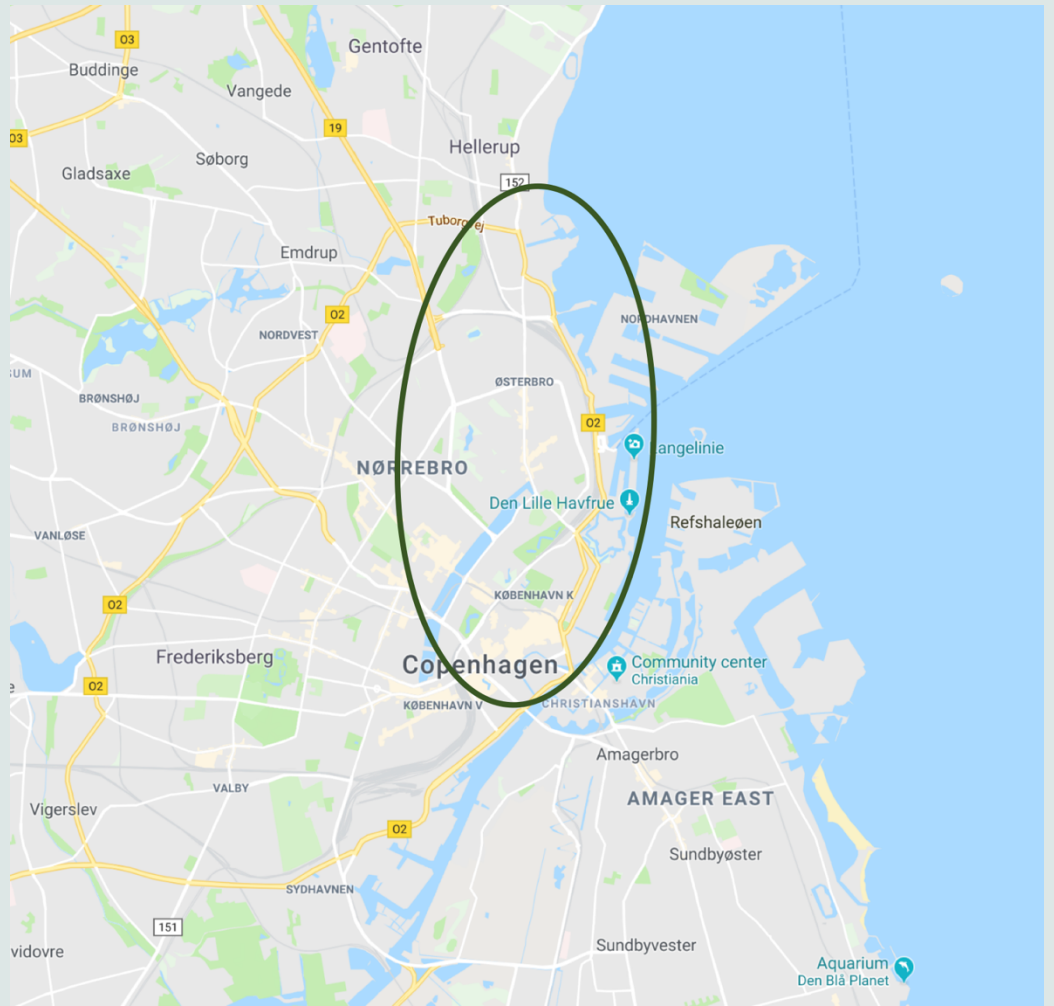 Gentofte
O3
Buddinge
Vangede
19
O3
Hellerup
Søborg
Gladsaxe
152
Emdrup
O2
NORDHAVNEN
NORDVEST
UM
ØSTERBRO
BRØNSHØJ
BRØNSHØJ
O2
angelinie
NØRREBRO
Den Lille Havfrue
Refshaleøen
VANLØSE
KØBENHAVN K
O2
Frederiksberg
Copenhagen
Community center
Christiania
e
O2
KØBENHAVN V
CHRISTIANSHAVN
Amagerbro
VALBY
AMAGER EAST
Vigerslev
O2
Sundbyøster
SYDHAVNEN
151
vidovre
Sundbyvester
Aquarium
Den Blå Planet